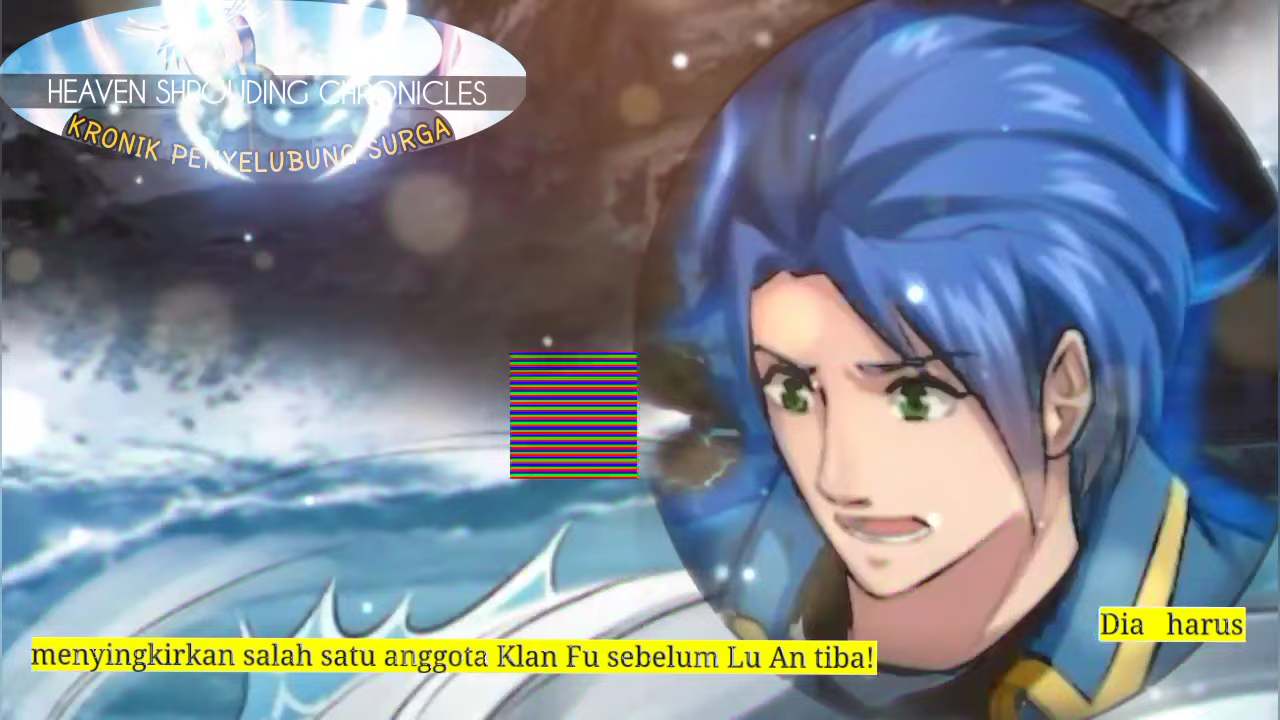 HEAVEN SHROUDING CHRONICLES
KRONIK PENYELUBUNG SURGA
Dia harus
menyingkirkan salah satu anggota Klan Fu sebelum Lu An tiba!